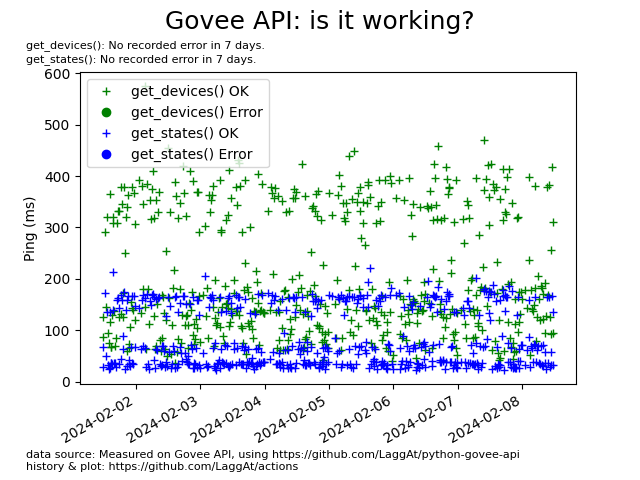 Govee API: is it working?
get_devices(): No recorded error in 7 days.
get_states(): No recorded error in 7 days.
get_devices() OK
get_devices() Error
get_states() OK
get_states() Error
Ping (ms)
600
500
400
300
200
100
0
2024-02-02
2024-02-03
2024-02-04
2024-02-05
2024-02-06
2024-02-07
2024-02-08
data source: Measured on Govee API, using https://github.com/LaggAt/python-govee-api
history & plot: https://github.com/LaggAt/actions